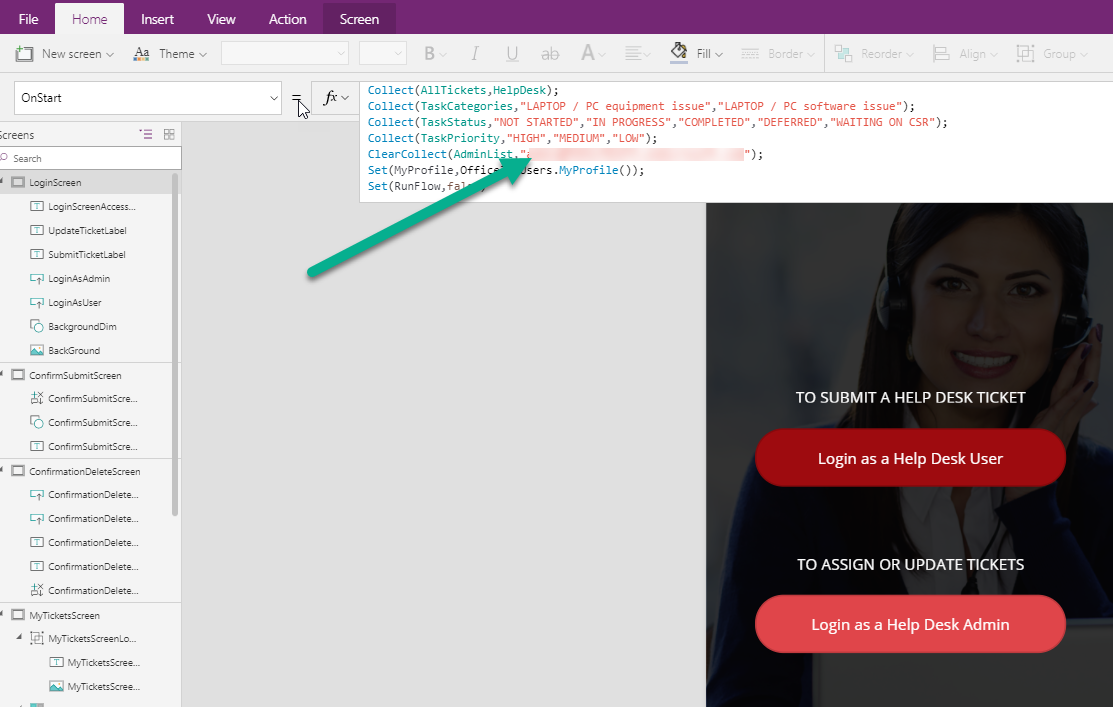 File Home Insert View Action Screen
New screen Theme B I U ab A Fill Border Reorder Align Group
OnStart = fx
Collect(AllTickets,HelpDesk);
Collect(TaskCategories,"LAPTOP / PC equipment issue","LAPTOP / PC software issue");
Collect(TaskStatus,"NOT STARTED","IN PROGRESS","COMPLETED","DEFERRED","WAITING ON CSR");
Collect(TaskPriority,"HIGH","MEDIUM","LOW");
ClearCollect(AdminList,"");
Set(MyProfile,Office Users.MyProfile());
Set(RunFlow,
Screens
Search
LoginScreen
LoginScreenAccess...
UpdateTicketLabel
SubmitTicketLabel
LoginAsAdmin
LoginAsUser
BackgroundDim
BackGround
ConfirmSubmitScreen
ConfirmSubmitScre...
ConfirmSubmitScre...
ConfirmSubmitScre...
ConfirmationDeleteScreen
ConfirmationDelete...
ConfirmationDelete...
ConfirmationDelete...
ConfirmationDelete...
ConfirmationDelete...
MyTicketsScreen
MyTicketsScreenLo...
MyTicketsScree...
MyTicketsScree...
TO SUBMIT A HELP DESK TICKET
Login as a Help Desk User
TO ASSIGN OR UPDATE TICKETS
Login as a Help Desk Admin